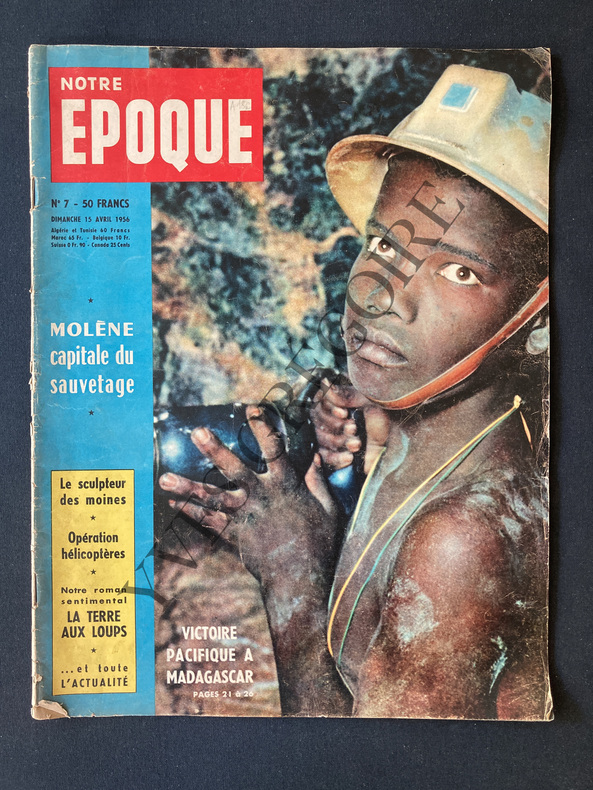 NOTRE
EPOQUE
N° 7 - 50 FRANCS
DIMANCHE 15 AVRIL 1956
Algérie et Tunisie 60 Francs
Maroc 65 Fr. - Belgique 10 Fr.
Suisse 0 Fr. 90 - Canada 25 Cents
MOLÈNE
capitale du
sauvetage
Le sculpteur
des moines
Opération
hélicoptères
Notre roman
sentimental
LA TERRE
AUX LOUPS
...et toute
L'ACTUALITÉ
VICTOIRE
PACIFIQUE A
MADAGASCAR
PAGES 21 à 26
YVES GREGOIRE